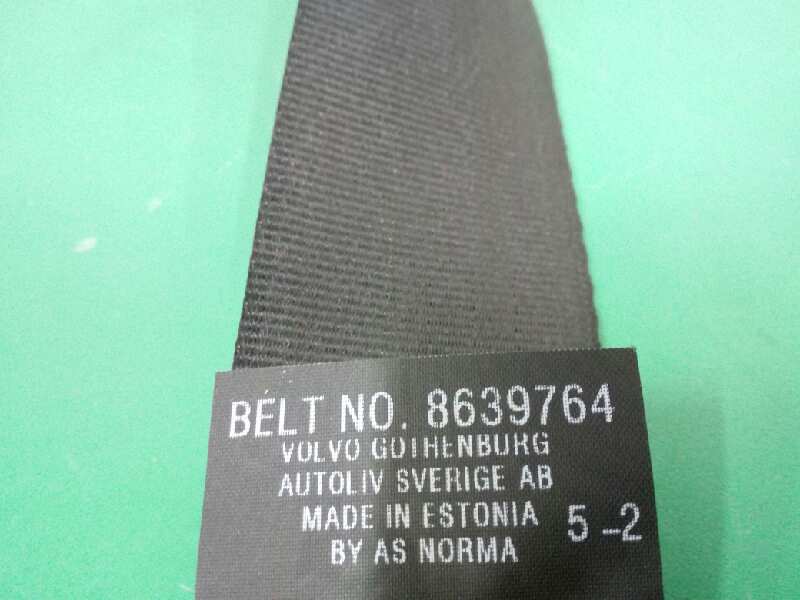 BELT NO. 8639764
VOLVO GOTHENBURG
AUTOLIV SVERIGE AB
MADE IN ESTONIA 5-2
BY AS NORMA